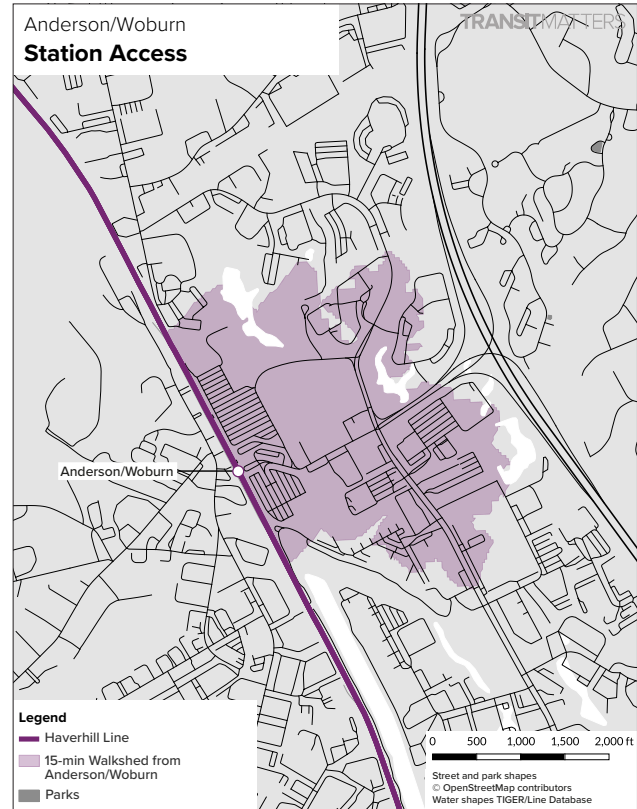 Anderson/Woburn
Station Access
TRANSITMATTERS
Anderson/Woburn
Legend
Haverhill Line
15-min Walkshed from
Anderson/Woburn
Parks
0 500 1,000 1,500 2,000 ft
Street and park shapes
© OpenStreetMap contributors
Water shapes TIGER/Line Database